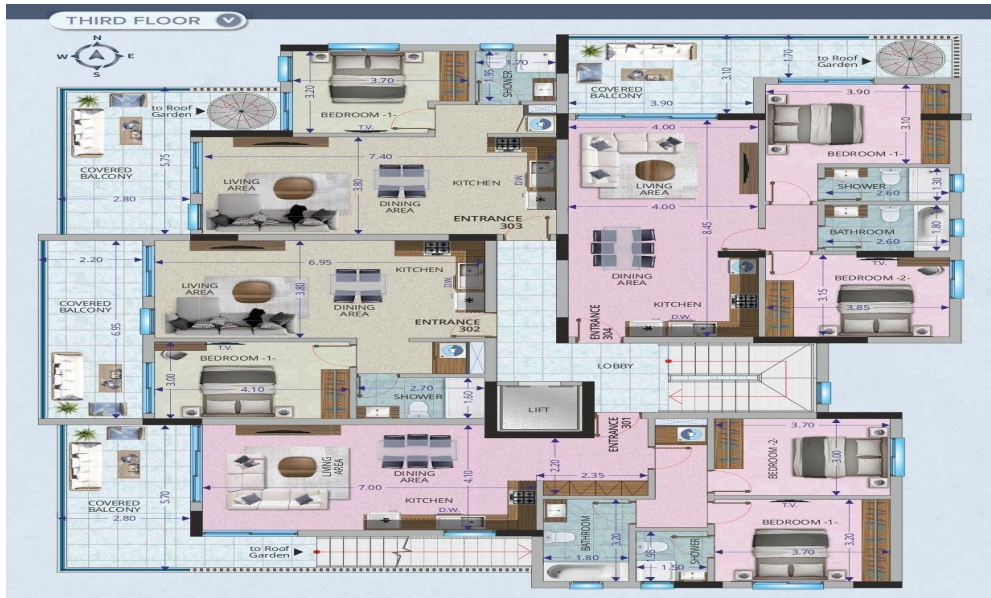 THIRD FLOOR
N
W E
S
3.70
3.20
BEDROOM -1-
T.V.
1.95
SHOWER
1.70
to Roof
Garden
5.75
COVERED
BALCONY
2.80
7.40
3.80
LIVING
AREA
DINING
AREA
KITCHEN
D.W.
ENTRANCE
303
COVERED
BALCONY
3.90
3.10
1.70
to Roof
Garden
4.00
LIVING
AREA
4.00
8.45
DINING
AREA
KITCHEN
D.W.
ENTRANCE
304
3.90
3.10
BEDROOM -1-
SHOWER
2.60
1.30
BATHROOM
2.60
1.80
T.V.
BEDROOM -2-
3.15
3.85
2.20
COVERED
BALCONY
6.95
6.95
3.80
LIVING
AREA
DINING
AREA
KITCHEN
D.W.
ENTRANCE
302
T.V.
BEDROOM -1-
3.00
4.10
2.70
SHOWER
1.60
LOBBY
LIFT
ENTRANCE
301
COVERED
BALCONY
5.70
2.80
LIVING
AREA
7.00
DINING
AREA
4.10
KITCHEN
D.W.
to Roof
Garden
2.20
2.35
BATHROOM
3.20
1.80
1.95
SHOWER
1.50
3.70
BEDROOM -2-
3.00
T.V.
BEDROOM -1-
3.70
3.20